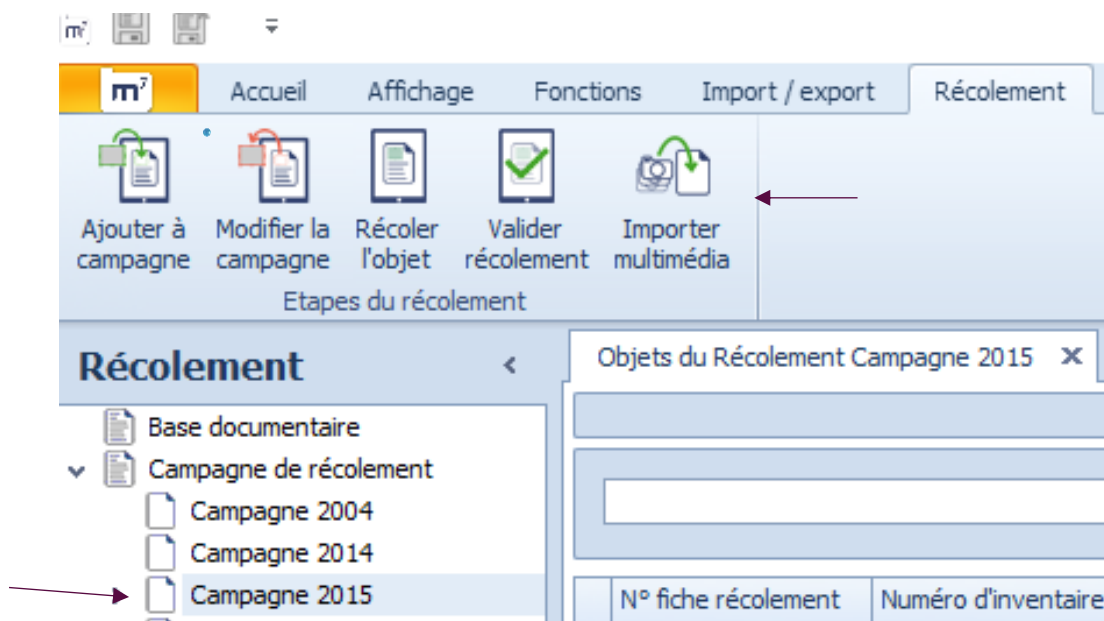 m7
m7 Accueil Affichage Fonctions Import / export Récolement
Ajouter à campagne
Modifier la campagne
Récoler l'objet
Valider récolement
Importer multimédia
Etapes du récolement
Récolement
Base documentaire
Campagne de récolement
Campagne 2004
Campagne 2014
Campagne 2015
Objets du Récolement Campagne 2015
N° fiche récolement Numéro d'inventaire